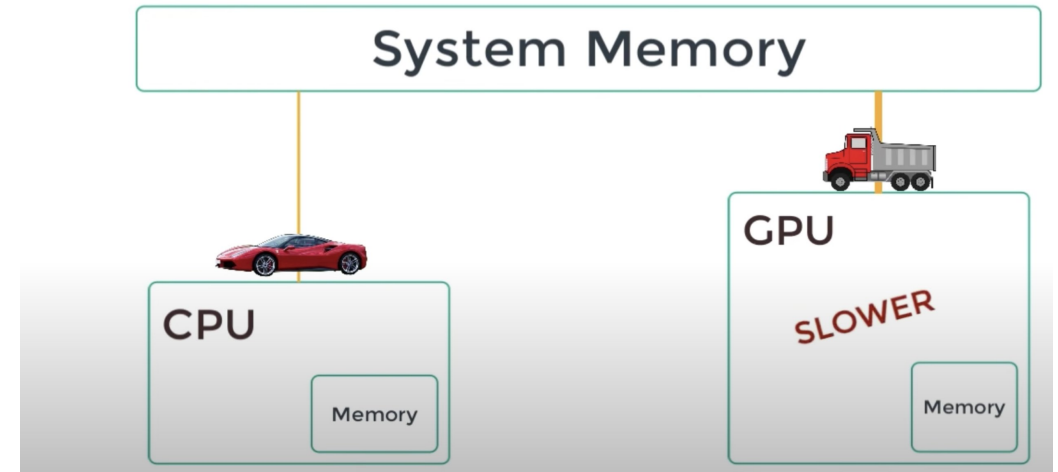 System Memory
GPU
SLOWER
CPU
Memory
Memory